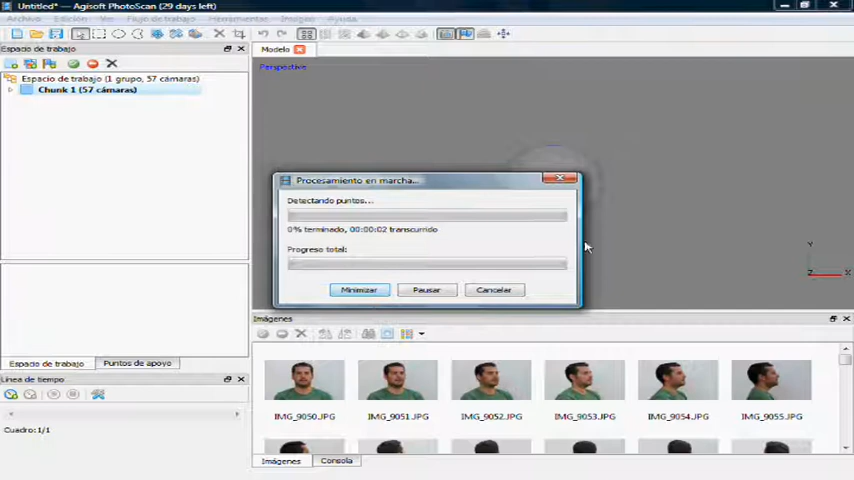 Untitled* — Agisoft PhotoScan (29 days left)
Archivo Edición Ver Flujo de trabajo Herramientas Imagen Ayuda
Espacio de trabajo
Modelo
Espacio de trabajo (1 grupo, 57 cámaras)
Chunk 1 (57 cámaras)
Perspective
Procesamiento en marcha...
Detectando puntos...
0% terminado, 00:00:02 transcurrido
Progreso total:
Minimizar
Pausar
Cancelar
Y
Z
X
Imágenes
Espacio de trabajo
Puntos de apoyo
Línea de tiempo
Cuadro:1/1
IMG_9050.JPG
IMG_9051.JPG
IMG_9052.JPG
IMG_9053.JPG
IMG_9054.JPG
IMG_9055.JPG
Imágenes
Consola